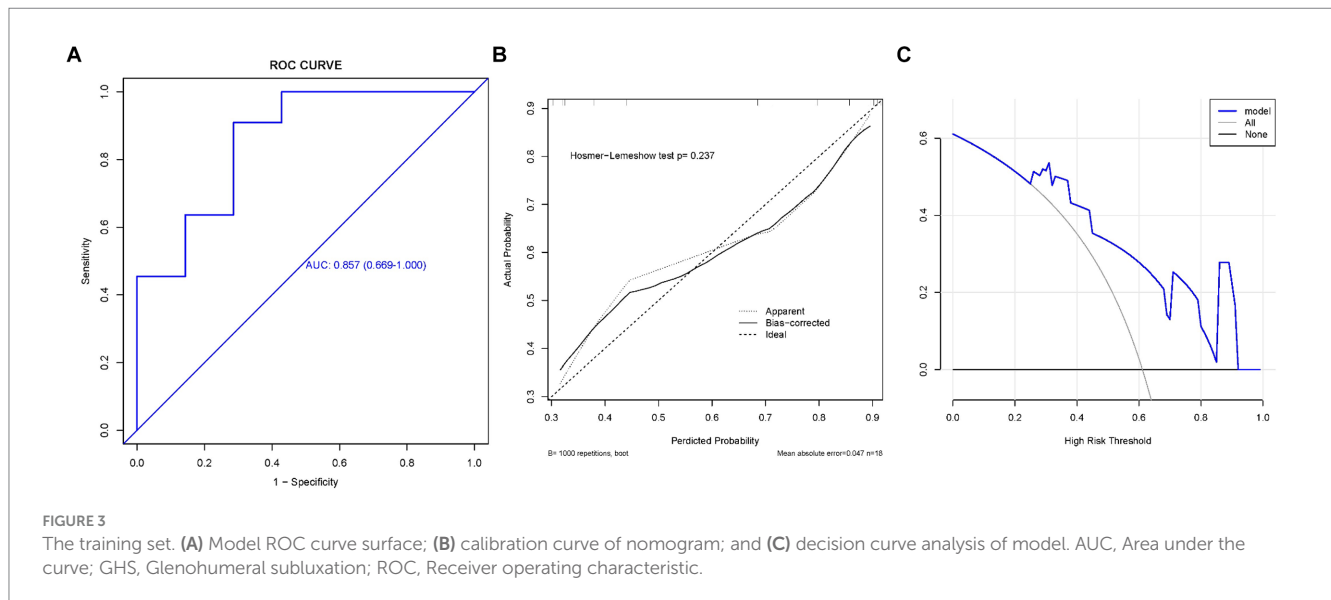 A
ROC CURVE
Sensitivity
1.0
0.8
0.6
0.4
0.2
0.0
AUC: 0.857 (0.669-1.000)
0.0 0.2 0.4 0.6 0.8 1.0
1 − Specificity
B
Actual Probability
0.9
0.8
0.7
0.6
0.5
0.4
0.3
Hosmer−Lemeshow test p= 0.237
Apparent
Bias−corrected
Ideal
0.3 0.4 0.5 0.6 0.7 0.8 0.9
Perdicted Probability
B= 1000 repetitions, boot
Mean absolute error=0.047 n=18
C
model
All
None
0.6
0.4
0.2
0.0
0.0 0.2 0.4 0.6 0.8 1.0
High Risk Threshold
FIGURE 3
The training set. (A) Model ROC curve surface; (B) calibration curve of nomogram; and (C) decision curve analysis of model. AUC, Area under the
curve; GHS, Glenohumeral subluxation; ROC, Receiver operating characteristic.